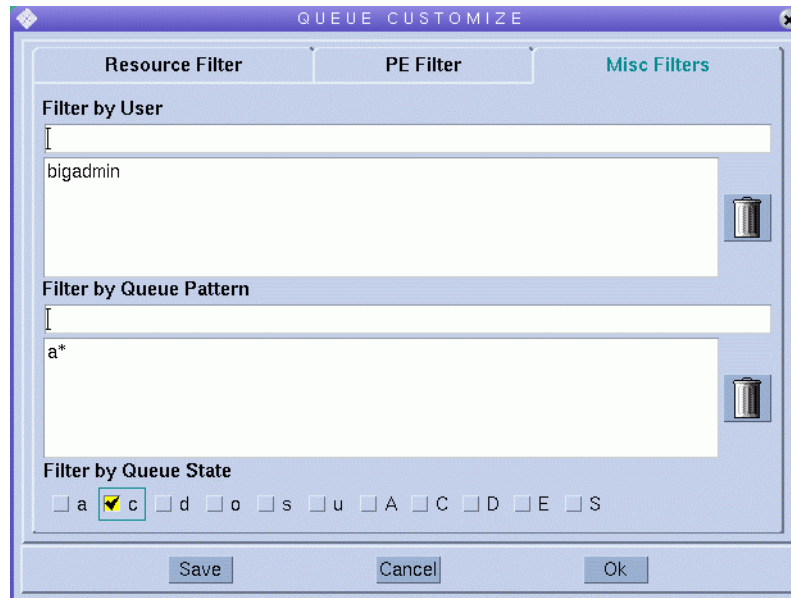 QUEUE CUSTOMIZE
Resource Filter PE Filter Misc Filters
Filter by User
bigadmin
Filter by Queue Pattern
a*
Filter by Queue State
a c d o s u A C D E S
Save Cancel Ok